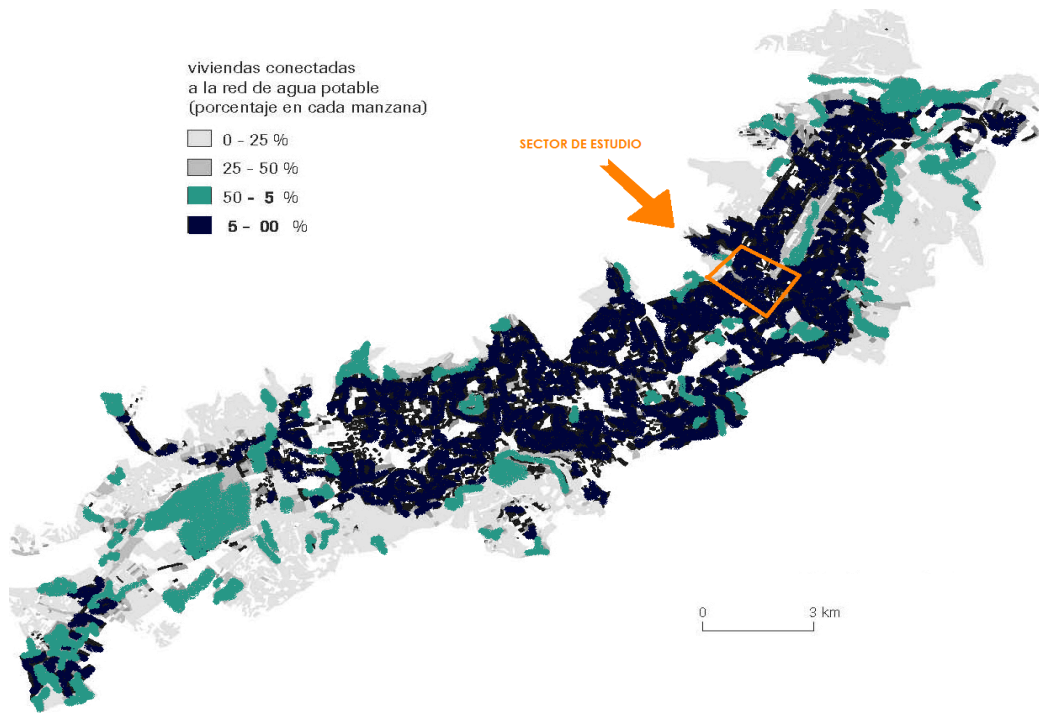 viviendas conectadas
a la red de agua potable
(porcentaje en cada manzana)
0 - 25 %
25 - 50 %
50 - 5 %
5 - 00 %
SECTOR DE ESTUDIO
0 3 km